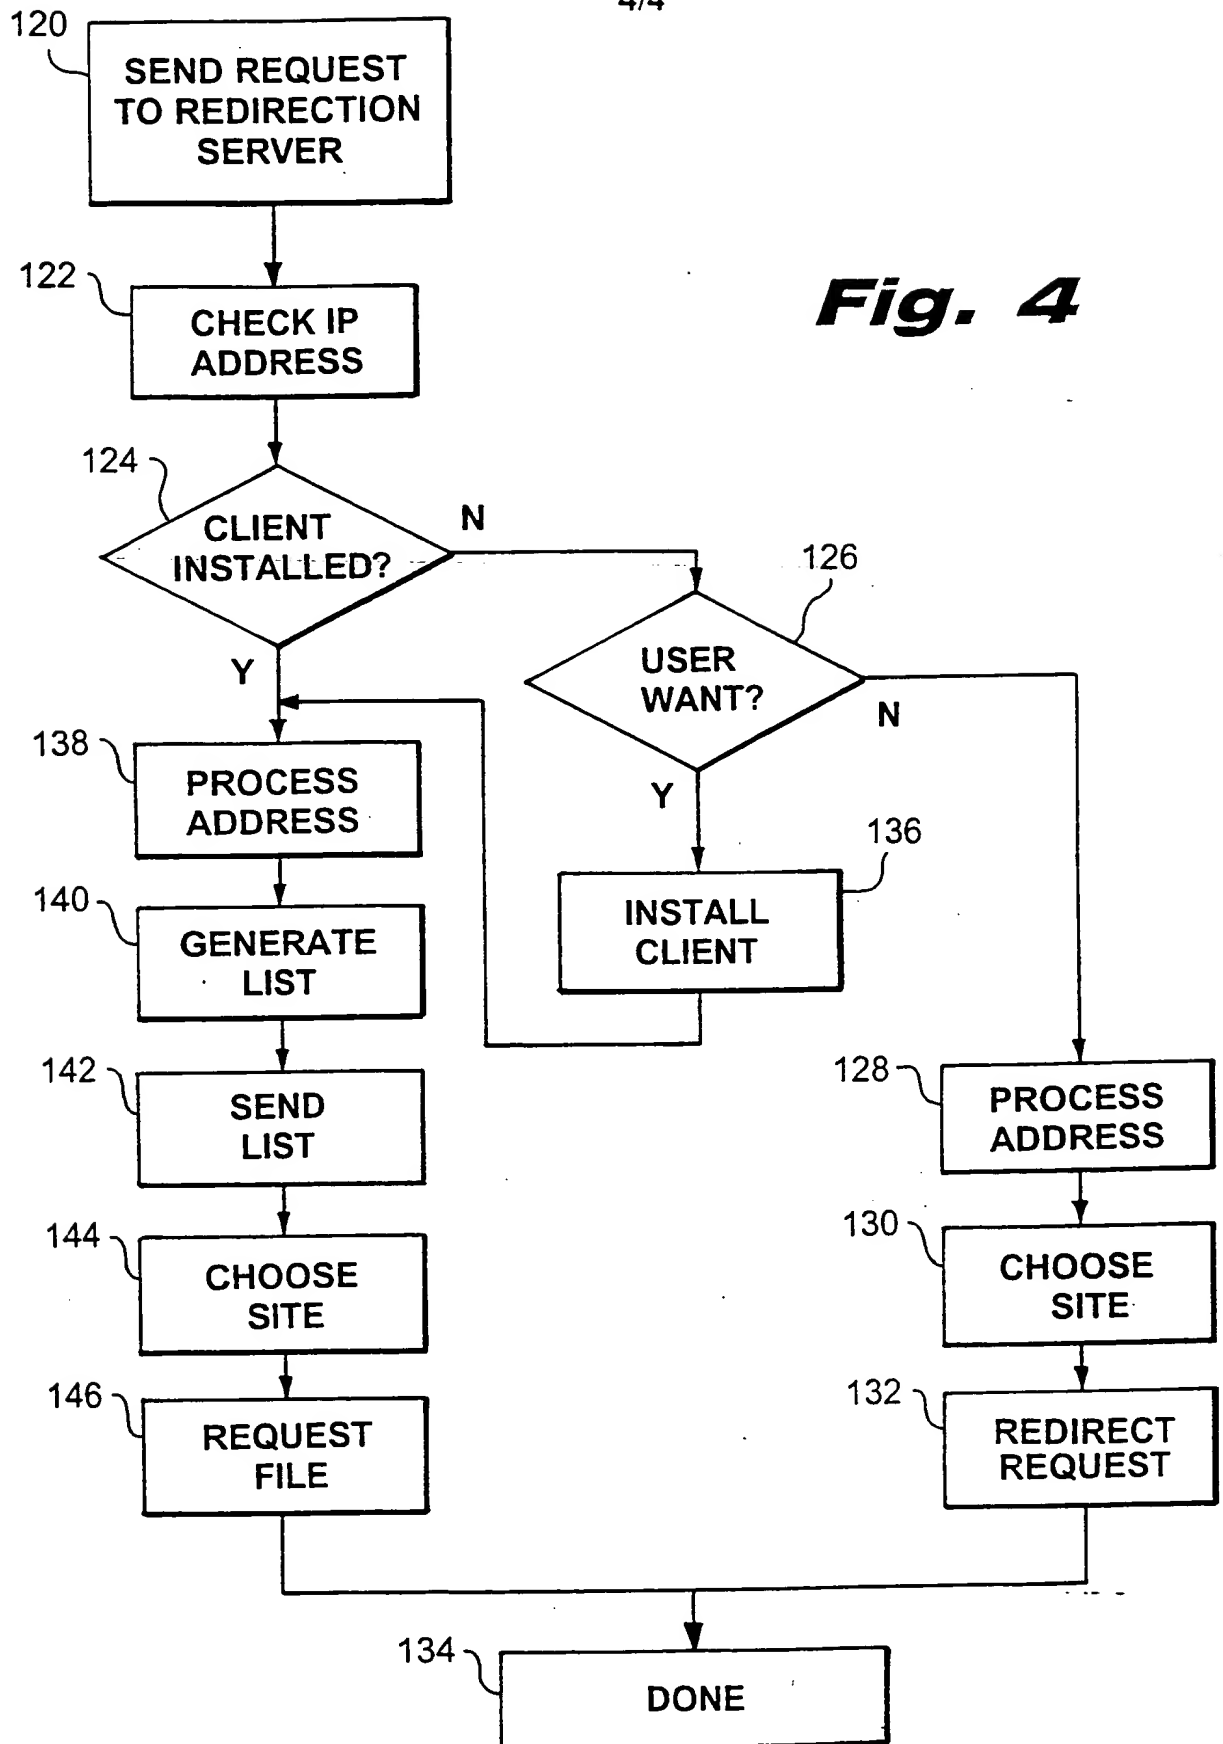 4/4
120
SEND REQUEST
TO REDIRECTION
SERVER
122
CHECK IP
ADDRESS
Fig. 4
124
CLIENT
INSTALLED?
N
Y
126
USER
WANT?
N
Y
138
PROCESS
ADDRESS
136
INSTALL
CLIENT
140
GENERATE
LIST
142
SEND
LIST
128
PROCESS
ADDRESS
144
CHOOSE
SITE
130
CHOOSE
SITE
146
REQUEST
FILE
132
REDIRECT
REQUEST
134
DONE